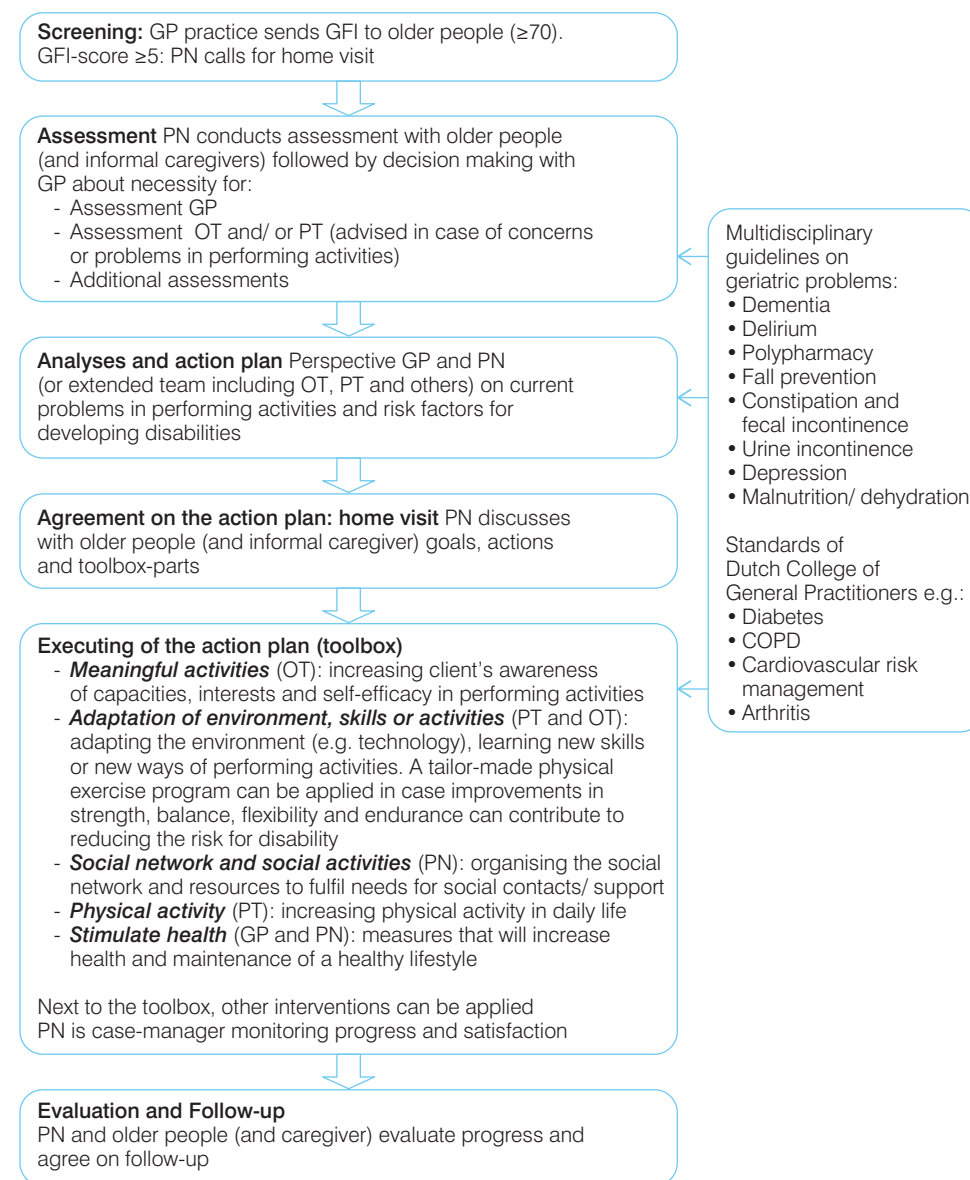 Screening: GP practice sends GFI to older people (≥70).
GFI-score ≥5: PN calls for home visit
Assessment PN conducts assessment with older people
(and informal caregivers) followed by decision making with
GP about necessity for:
- Assessment GP
- Assessment OT and/ or PT (advised in case of concerns
or problems in performing activities)
- Additional assessments
Analyses and action plan Perspective GP and PN
(or extended team including OT, PT and others) on current
problems in performing activities and risk factors for
developing disabilities
Agreement on the action plan: home visit PN discusses
with older people (and informal caregiver) goals, actions
and toolbox-parts
Executing of the action plan (toolbox)
- Meaningful activities (OT): increasing client's awareness
of capacities, interests and self-efficacy in performing activities
- Adaptation of environment, skills or activities (PT and OT):
adapting the environment (e.g. technology), learning new skills
or new ways of performing activities. A tailor-made physical
exercise program can be applied in case improvements in
strength, balance, flexibility and endurance can contribute to
reducing the risk for disability
- Social network and social activities (PN): organising the social
network and resources to fulfil needs for social contacts/ support
- Physical activity (PT): increasing physical activity in daily life
- Stimulate health (GP and PN): measures that will increase
health and maintenance of a healthy lifestyle
Next to the toolbox, other interventions can be applied
PN is case-manager monitoring progress and satisfaction
Evaluation and Follow-up
PN and older people (and caregiver) evaluate progress and
agree on follow-up
Multidisciplinary
guidelines on
geriatric problems:
• Dementia
• Delirium
• Polypharmacy
• Fall prevention
• Constipation and
fecal incontinence
• Urine incontinence
• Depression
• Malnutrition/ dehydration
Standards of
Dutch College of
General Practitioners e.g.:
• Diabetes
• COPD
• Cardiovascular risk
management
• Arthritis